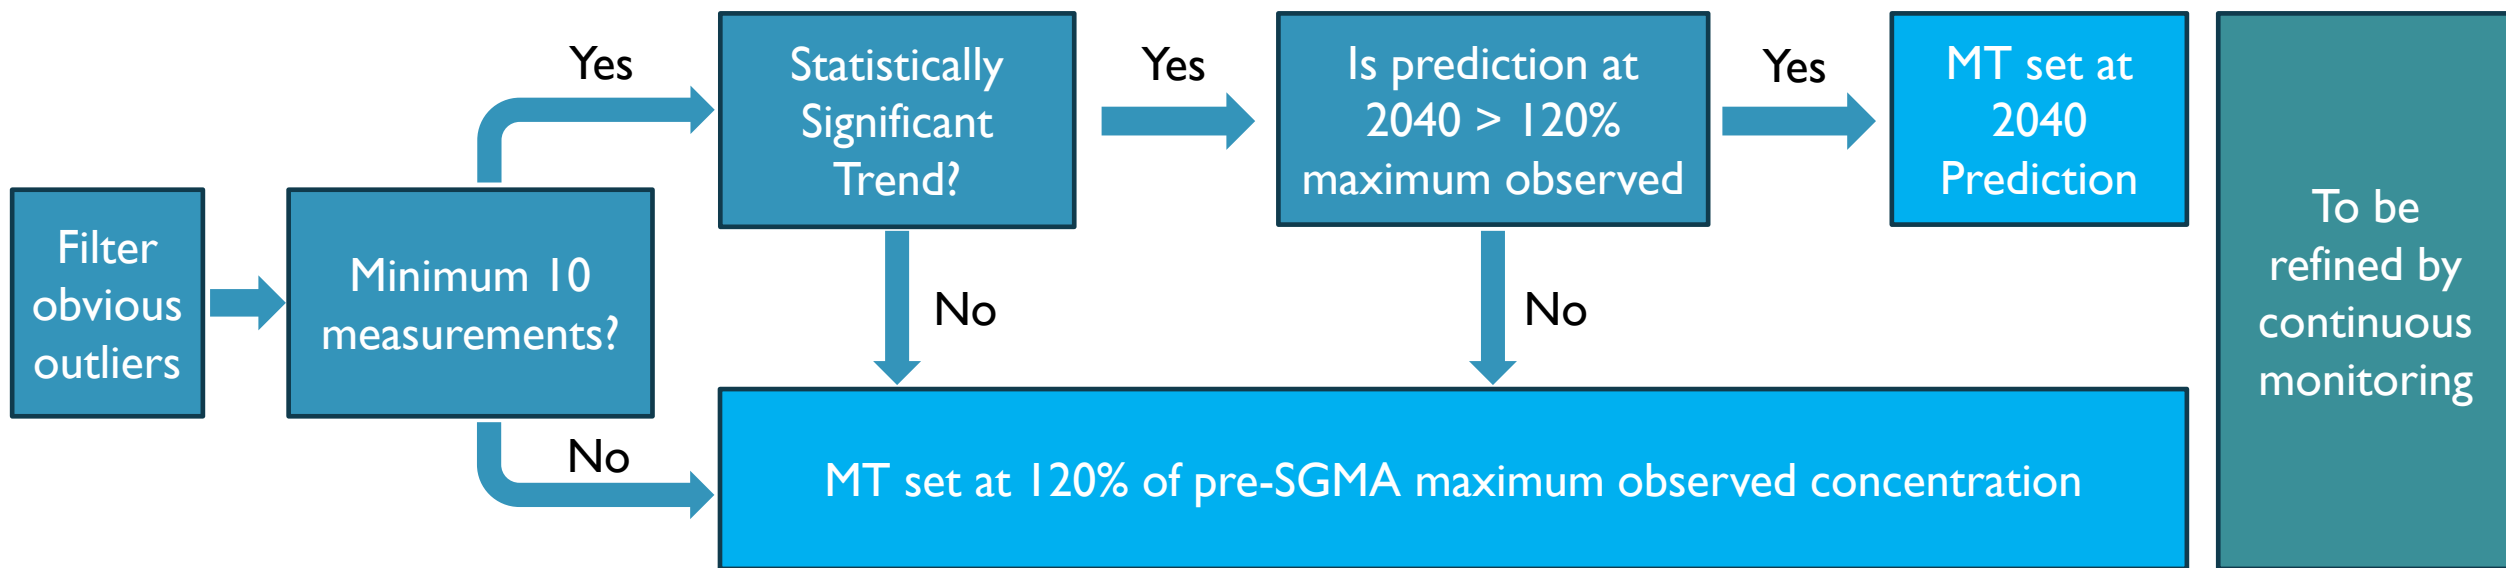 Filter
obvious
outliers
Minimum 10
measurements?
Yes
No
Statistically
Significant
Trend?
Yes
No
Is prediction at
2040 > 120%
maximum observed
Yes
No
MT set at
2040
Prediction
MT set at 120% of pre-SGMA maximum observed concentration
To be
refined by
continuous
monitoring